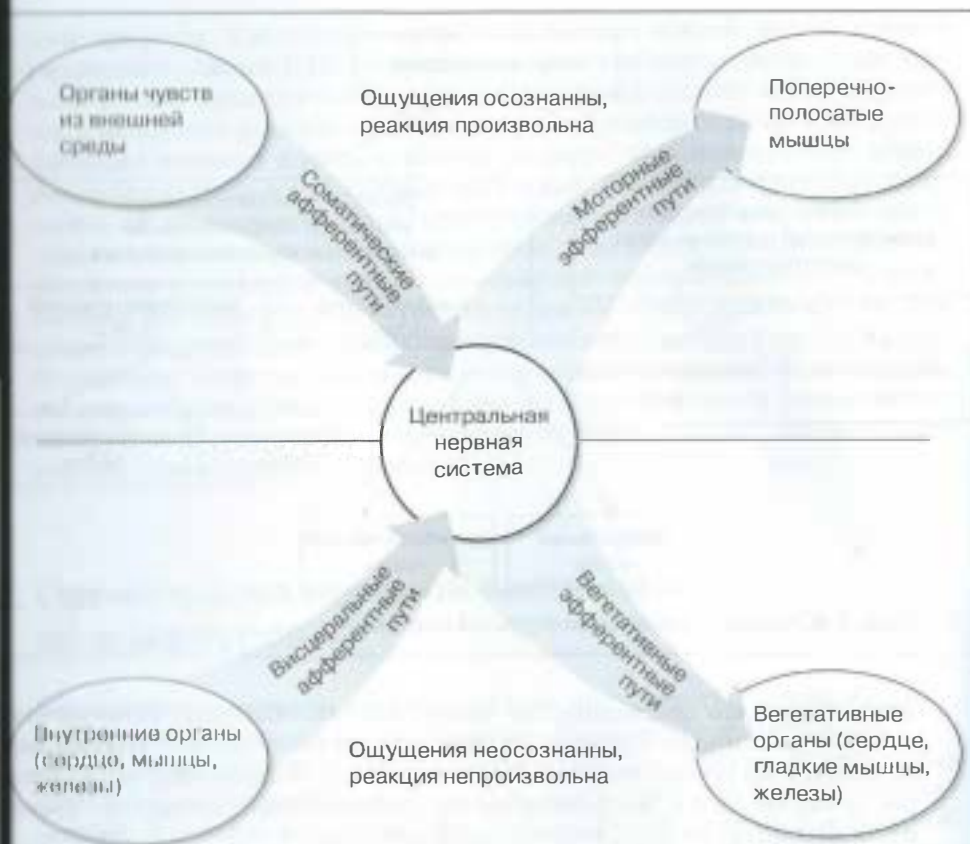 Органы чувств
из внешней
среды
Ощущения осознанны,
реакция произвольна
Поперечно-
полосатые
мышцы
Соматические
афферентные
пути
Моторные
эфферентные
пути
Центральная
нервная
система
Висцеральные
афферентные
пути
Вегетативные
эфферентные
пути
Внутренние органы
(сердцо, мышцы,
железы)
Ощущения неосознанны,
реакция непроизвольна
Вегетативные
органы (сердце,
гладкие мышцы,
железы)